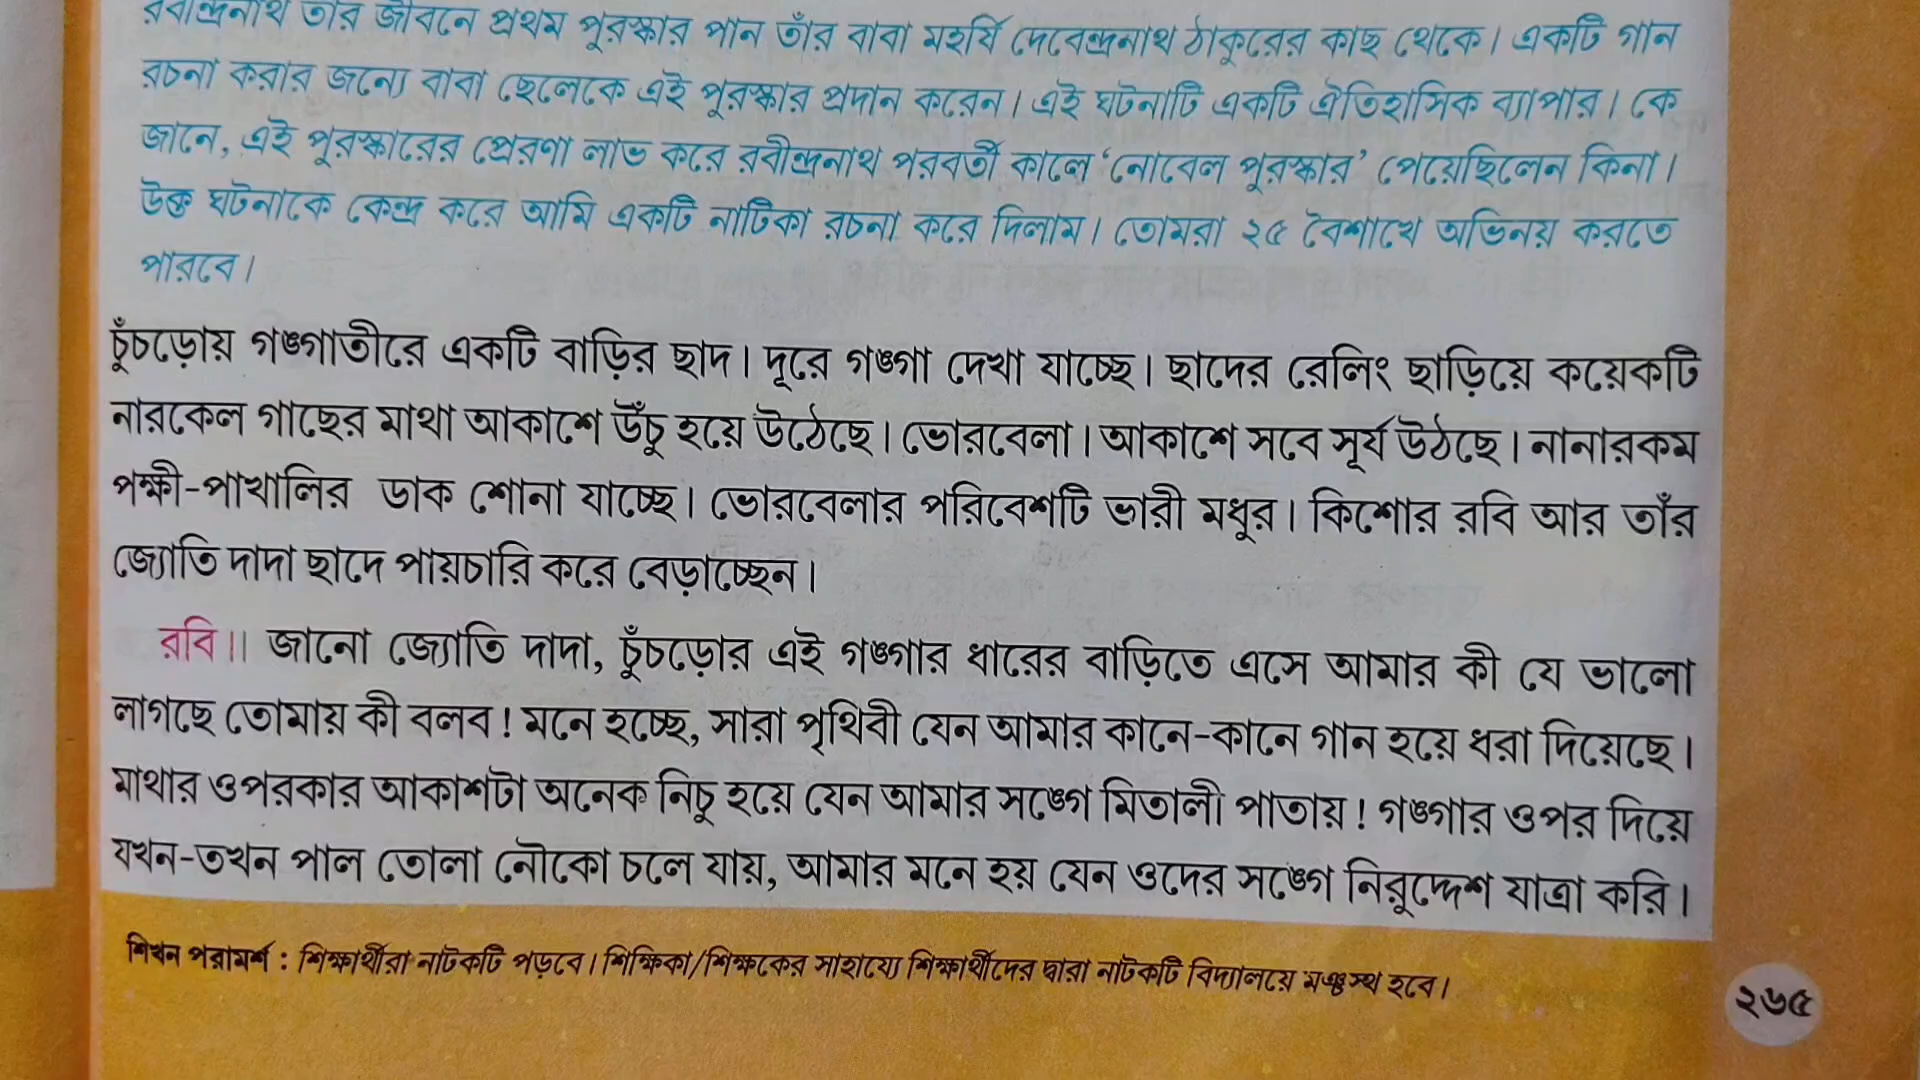 রবীন্দ্রনাথ তাঁর জীবনে প্রথম পুরস্কার পান তাঁর বাবা মহর্ষি দেবেন্দ্রনাথ ঠাকুরের কাছ থেকে। একটি গান
রচনা করার জন্যে বাবা ছেলেকে এই পুরস্কার প্রদান করেন। এই ঘটনাটি একটি ঐতিহাসিক ব্যাপার। কে
জানে, এই পুরস্কারের প্রেরণা লাভ করে রবীন্দ্রনাথ পরবর্তী কালে ‘নোবেল পুরস্কার’ পেয়েছিলেন কিনা।
উক্ত ঘটনাকে কেন্দ্র করে আমি একটি নাটিকা রচনা করে দিলাম। তোমরা ২৫ বৈশাখে অভিনয় করতে
পারবে।
চুঁচড়োয় গঙ্গাতীরে একটি বাড়ির ছাদ। দূরে গঙ্গা দেখা যাচ্ছে। ছাদের রেলিং ছাড়িয়ে কয়েকটি
নারকেল গাছের মাথা আকাশে উঁচু হয়ে উঠেছে। ভোরবেলা। আকাশে সবে সূর্য উঠছে। নানারকম
পক্ষী-পাখালির ডাক শোনা যাচ্ছে। ভোরবেলার পরিবেশটি ভারী মধুর। কিশোর রবি আর তাঁর
জ্যোতি দাদা ছাদে পায়চারি করে বেড়াচ্ছেন।
রবি॥ জানো জ্যোতি দাদা, চুঁচড়োর এই গঙ্গার ধারের বাড়িতে এসে আমার কী যে ভালো
লাগছে তোমায় কী বলব! মনে হচ্ছে, সারা পৃথিবী যেন আমার কানে-কানে গান হয়ে ধরা দিয়েছে।
মাথার ওপরকার আকাশটা অনেক নিচু হয়ে যেন আমার সঙ্গে মিতালী পাতায়! গঙ্গার ওপর দিয়ে
যখন-তখন পাল তোলা নৌকো চলে যায়, আমার মনে হয় যেন ওদের সঙ্গে নিরুদ্দেশ যাত্রা করি।
শিখন পরামর্শ : শিক্ষার্থীরা নাটকটি পড়বে। শিক্ষিকা/শিক্ষকের সাহায্যে শিক্ষার্থীদের দ্বারা নাটকটি বিদ্যালয়ে মঞ্চস্থ হবে।
২৬৫